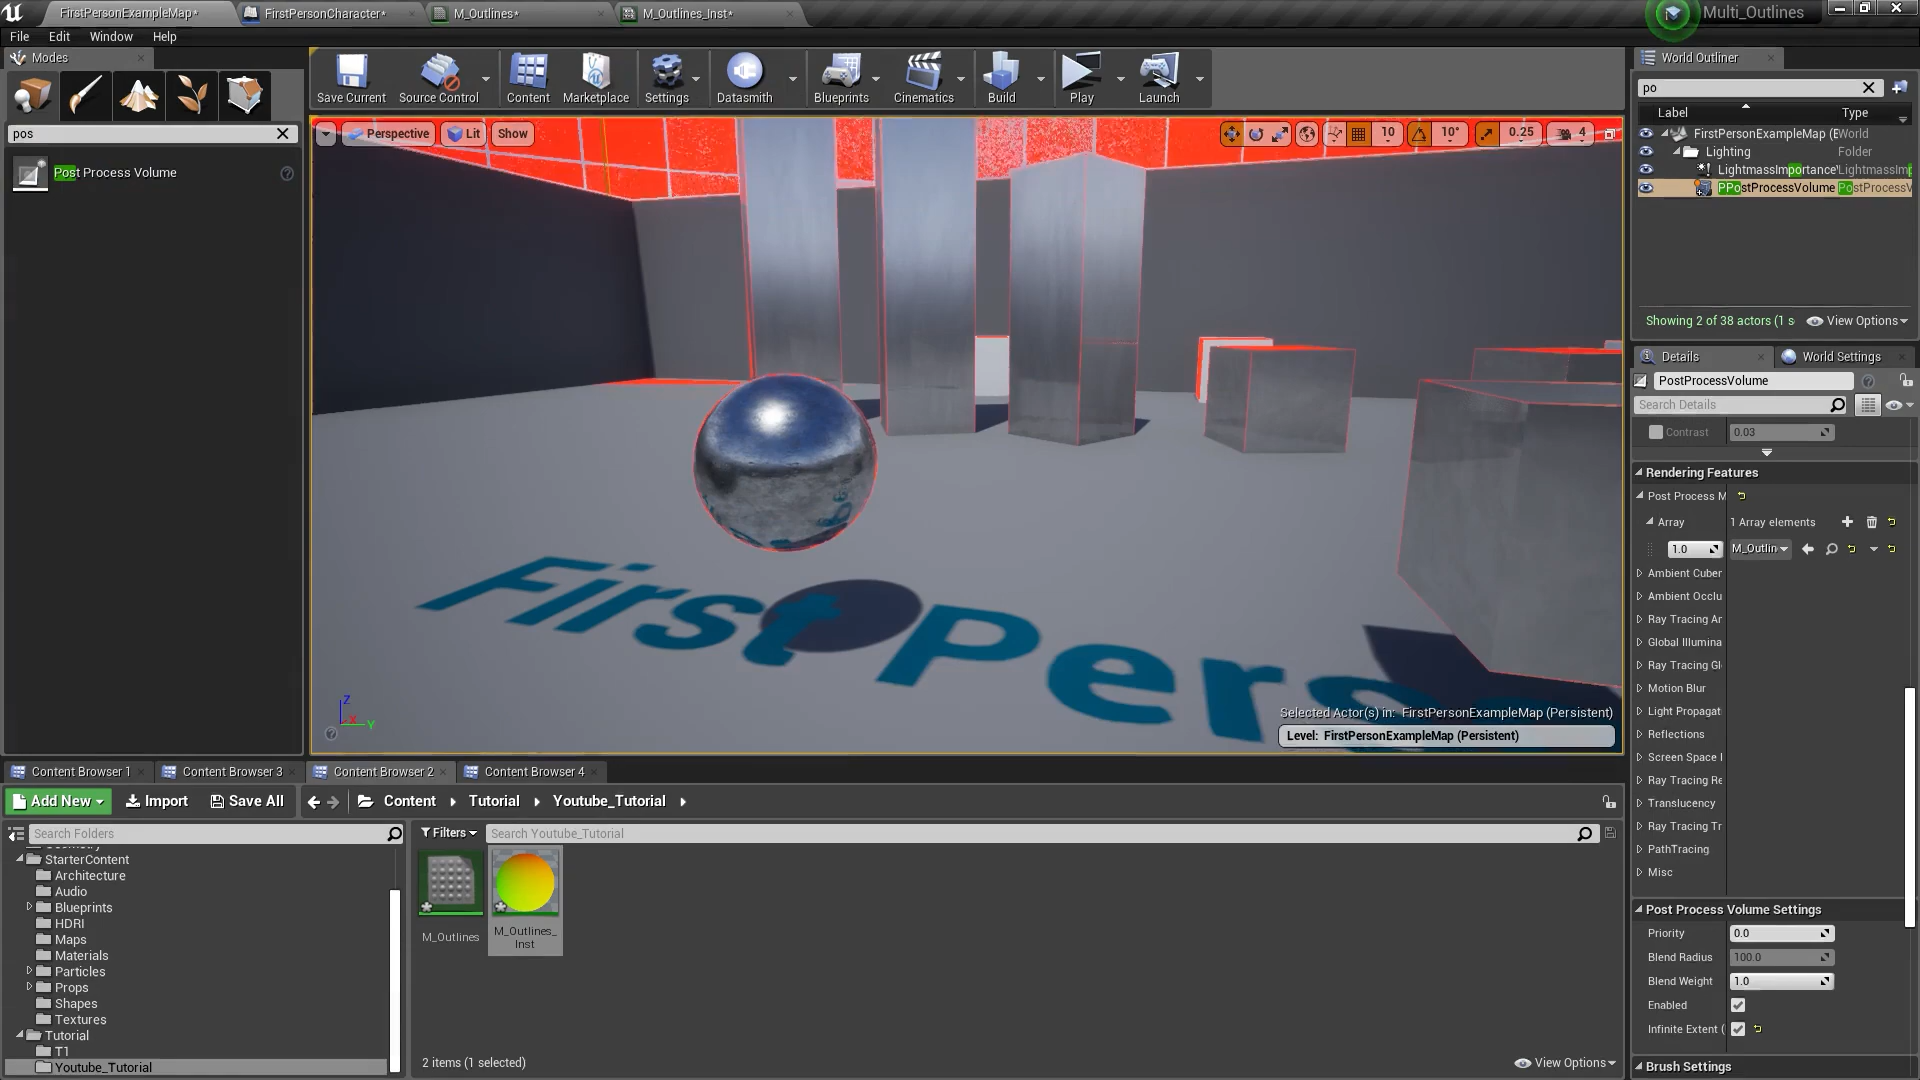 FirstPersonExampleMap*
FirstPersonCharacter*
M_Outlines*
M_Outlines_Inst*
Multi_Outlines
File Edit Window Help
Modes
World Outliner
Save Current
Source Control
Content
Marketplace
Settings
Datasmith
Blueprints
Cinematics
Build
Play
Launch
pos
Post Process Volume
Perspective
Lit
Show
10
10°
0.25
4
po
Label Type
FirstPersonExampleMap (E World
Lighting Folder
LightmassImportance LightmassIm
PPostProcessVolume PostProcessV
Showing 2 of 38 actors (1 s View Options
Details
World Settings
PostProcessVolume
Search Details
Contrast 0.03
Rendering Features
Post Process M
Array 1 Array elements
1.0 M_Outlin
Ambient Cuber
Ambient Occlu
Ray Tracing Ar
Global Illumina
Ray Tracing Gl
Motion Blur
Light Propagat
Reflections
Screen Space I
Ray Tracing Re
Translucency
Ray Tracing Tr
PathTracing
Misc
Post Process Volume Settings
Priority 0.0
Blend Radius 100.0
Blend Weight 1.0
Enabled
Infinite Extent (
Brush Settings
First Perso
Z
X
Y
Selected Actor(s) in: FirstPersonExampleMap (Persistent)
Level: FirstPersonExampleMap (Persistent)
Content Browser 1
Content Browser 3
Content Browser 2
Content Browser 4
Add New
Import
Save All
Content
Tutorial
Youtube_Tutorial
Search Folders
Filters
Search Youtube_Tutorial
Geometry
StarterContent
Architecture
Audio
Blueprints
HDRI
Maps
Materials
Particles
Props
Shapes
Textures
Tutorial
T1
Youtube_Tutorial
M_Outlines
M_Outlines_
Inst
2 items (1 selected)
View Options